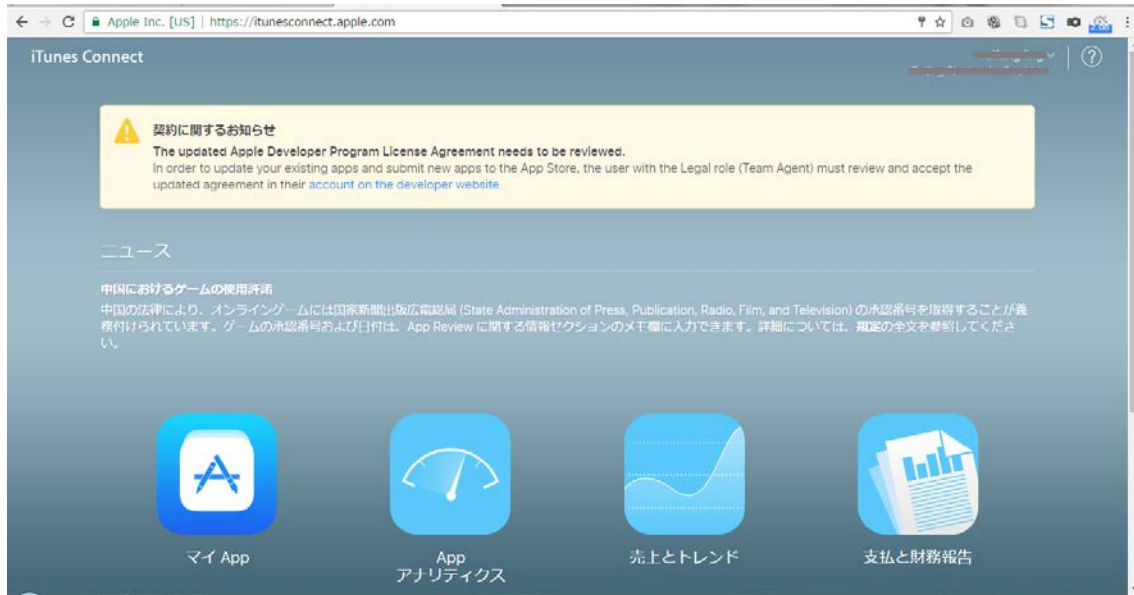 Apple Inc. [US] | https://itunesconnect.apple.com
iTunes Connect
契約に関するお知らせ
The updated Apple Developer Program License Agreement needs to be reviewed.
In order to update your existing apps and submit new apps to the App Store, the user with the Legal role (Team Agent) must review and accept the
updated agreement in their account on the developer website.
ニュース
中国におけるゲームの使用許諾
中国の法律により、オンラインゲームには国家新聞出版広電総局 (State Administration of Press, Publication, Radio, Film, and Television) の承認番号を取得することが義
務付けられています。ゲームの承認番号および日付は、App Review に関する情報セクションのメモ欄に入力できます。詳細については、規定の全文を参照してくださ
い。
マイ App
App
アナリティクス
売上とトレンド
支払と財務報告